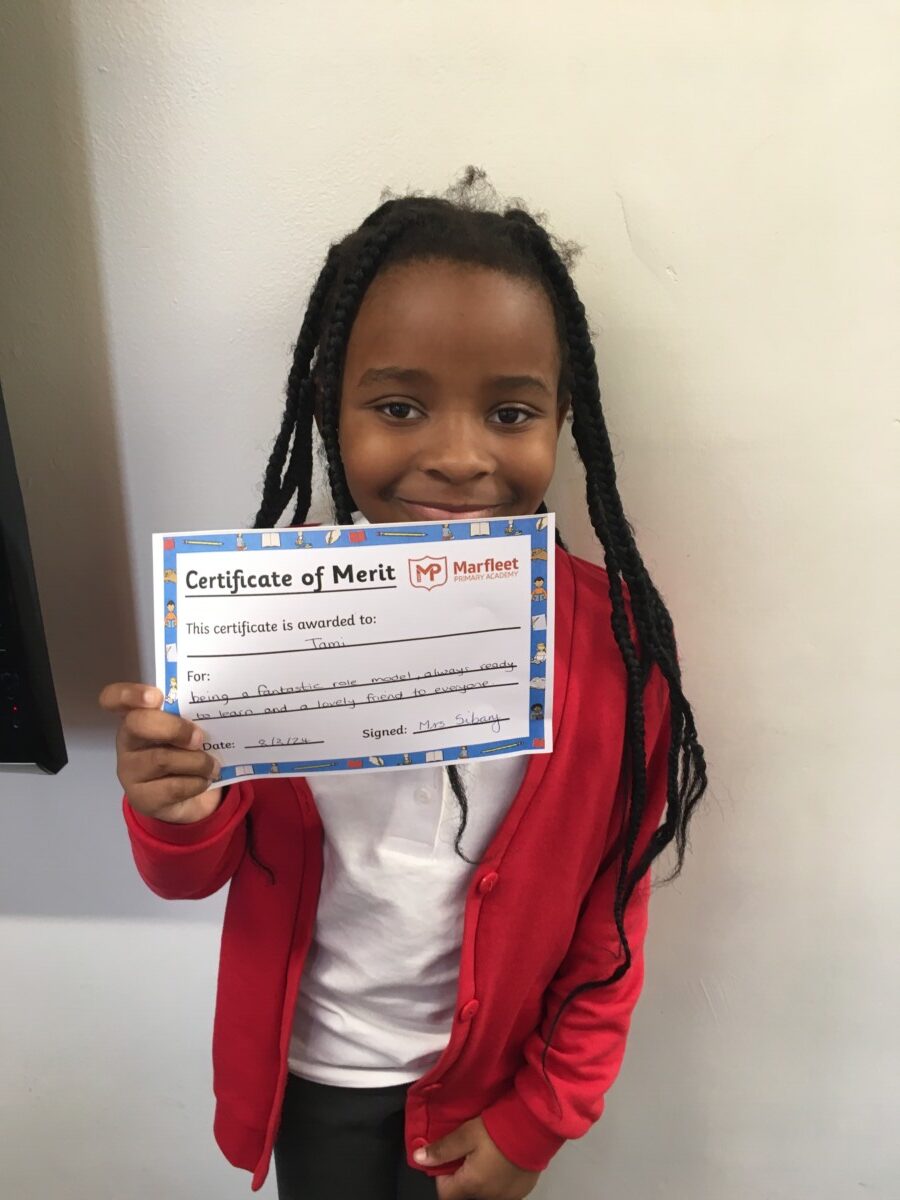 Certificate of Merit
MP Marfleet
PRIMARY ACADEMY
This certificate is awarded to:
Tami
For:
being a fantastic role model, always ready
to learn and a lovely friend to everyone
Date: 8/3/24
Signed: Mrs